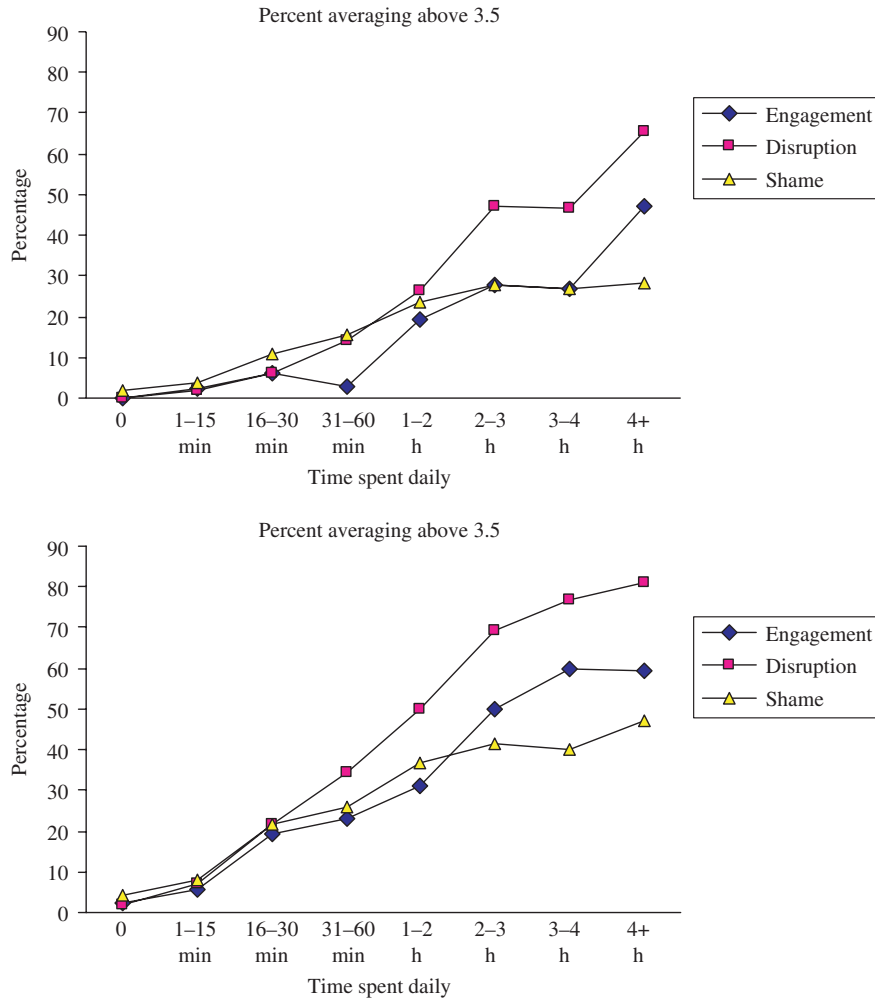 Percent averaging above 3.5
90
80
70
60
50
40
30
20
10
0
Percentage
0 1–15 16–30 31–60 1–2 2–3 3–4 4+
min min min h h h h
Time spent daily
Engagement
Disruption
Shame
Percent averaging above 3.5
90
80
70
60
50
40
30
20
10
0
Percentage
0 1–15 16–30 31–60 1–2 2–3 3–4 4+
min min min h h h h
Time spent daily
Engagement
Disruption
Shame